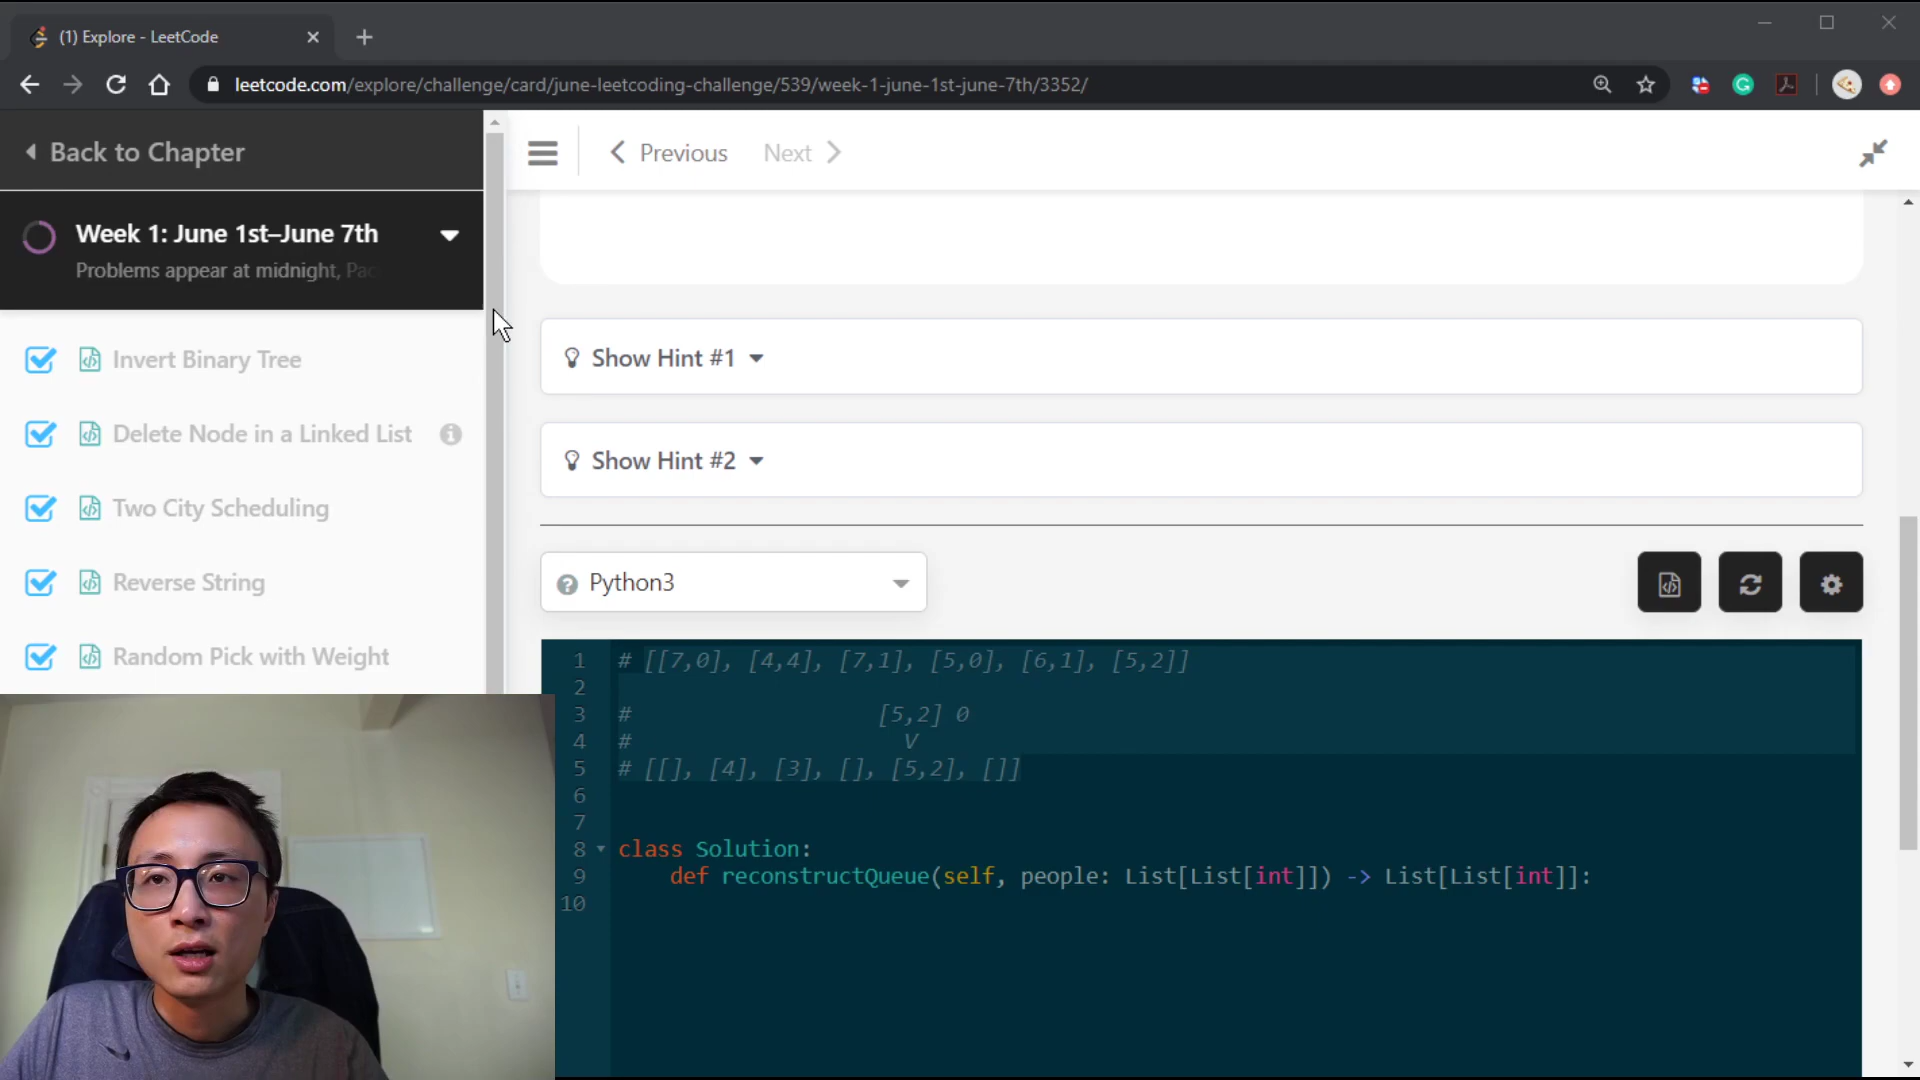 (1) Explore - LeetCode
leetcode.com/explore/challenge/card/june-leetcoding-challenge/539/week-1-june-1st-june-7th/3352/
Back to Chapter
Previous
Next
Week 1: June 1st–June 7th
Problems appear at midnight, Pac
Invert Binary Tree
Delete Node in a Linked List
Two City Scheduling
Reverse String
Random Pick with Weight
Show Hint #1
Show Hint #2
Python3
1 # [[7,0], [4,4], [7,1], [5,0], [6,1], [5,2]]
2
3 # [5,2] 0
4 # V
5 # [[], [4], [3], [], [5,2], []]
6
7
8 class Solution:
9 def reconstructQueue(self, people: List[List[int]]) -> List[List[int]]:
10